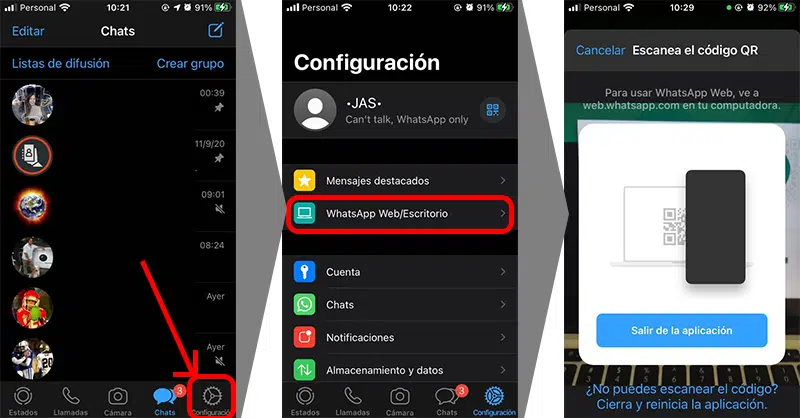 Personal
10:21
91%
Editar
Chats
Listas de difusión
Crear grupo
00:39
11/9/20
09:01
08:24
Ayer
Ayer
Estados
Llamadas
Cámara
3
Chats
Configuració
Personal
10:22
91%
Configuración
•JAS•
Can't talk, WhatsApp only
Mensajes destacados
WhatsApp Web/Escritorio
Cuenta
Chats
Notificaciones
Almacenamiento y datos
Estados
Llamadas
Cámara
3
Chats
Configuración
Personal
10:29
92%
Cancelar
Escanea el código QR
Para usar WhatsApp Web, ve a
web.whatsapp.com en tu computadora.
Salir de la aplicación
¿No puedes escanear el código?
Cierra y reinicia la aplicación.